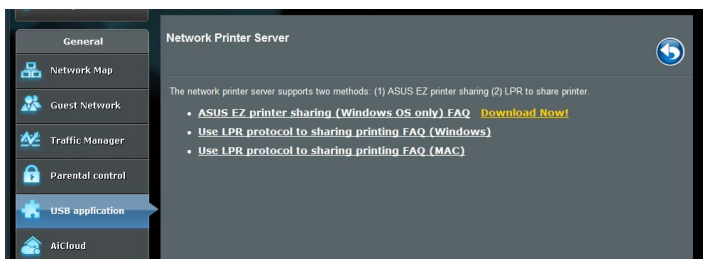 General
Network Map
Guest Network
Traffic Manager
Parental control
USB application
AiCloud
Network Printer Server
The network printer server supports two methods: (1) ASUS EZ printer sharing (2) LPR to share printer.
ASUS EZ printer sharing (Windows OS only) FAQ Download Now!
Use LPR protocol to sharing printing FAQ (Windows)
Use LPR protocol to sharing printing FAQ (MAC)